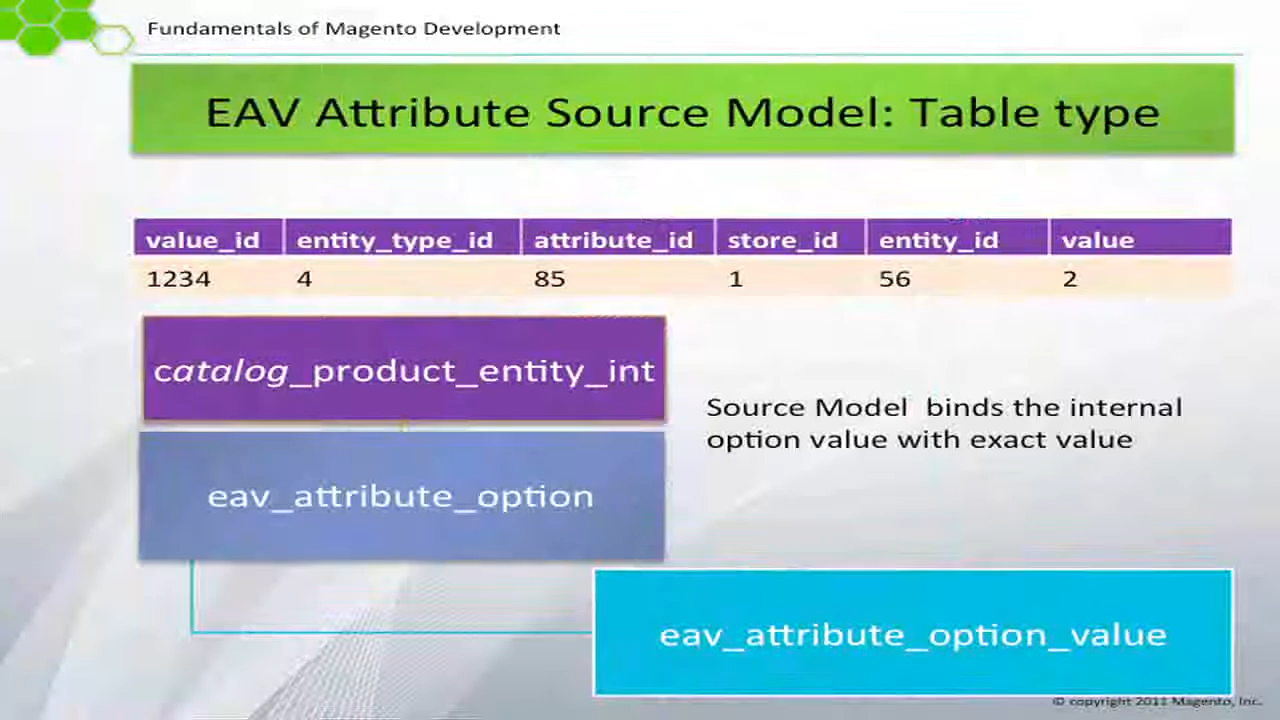 Fundamentals of Magento Development
EAV Attribute Source Model: Table type
value_id entity_type_id attribute_id store_id entity_id value
1234 4 85 1 56 2
catalog_product_entity_int
Source Model binds the internal
option value with exact value
eav_attribute_option
eav_attribute_option_value
© copyright 2011 Magento, Inc.